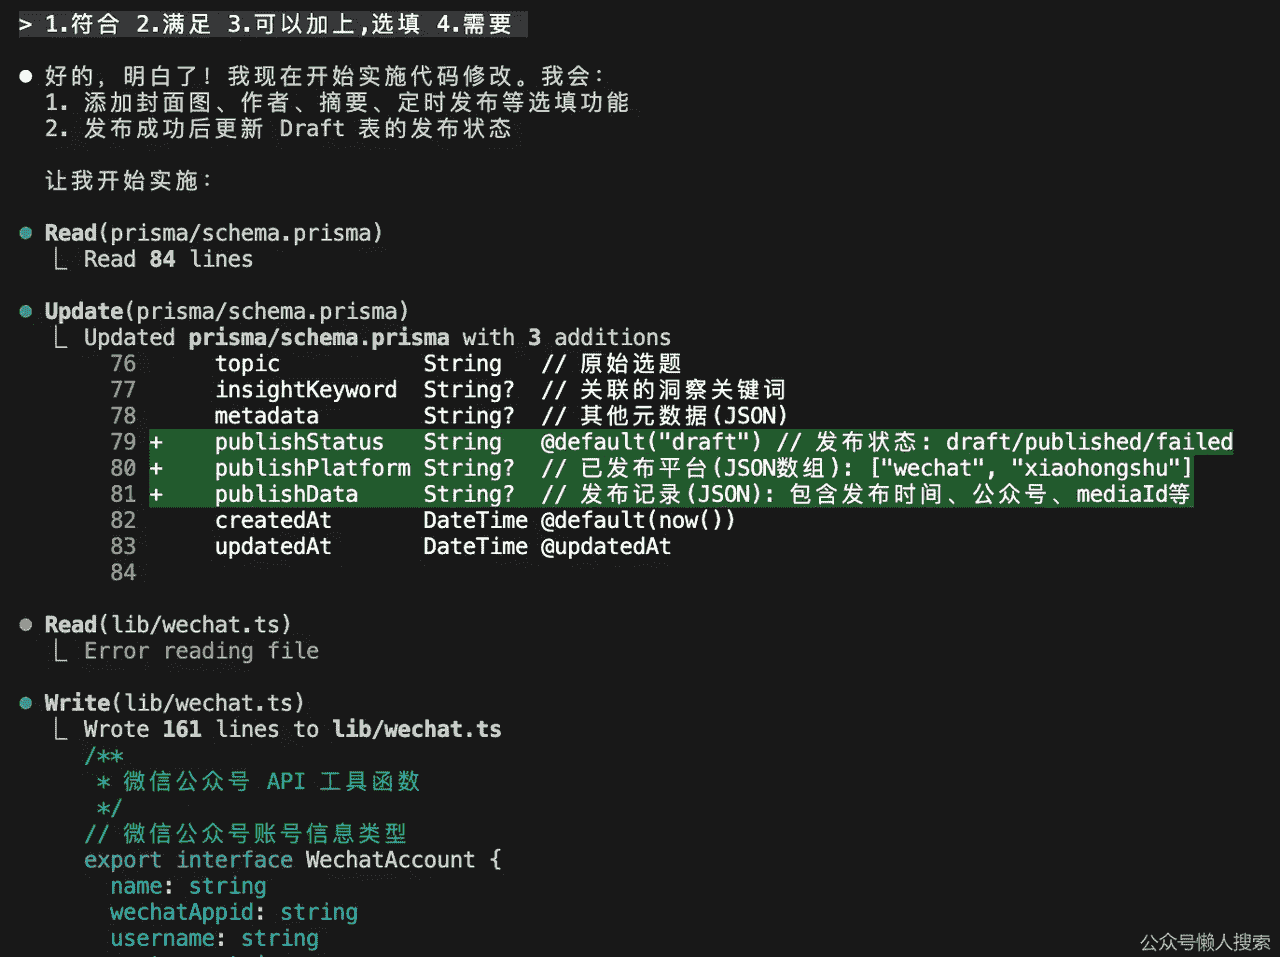 > 1.符合 2.满足 3.可以加上,选填 4.需要
● 好的, 明白了! 我现在开始实施代码修改。我会:
1. 添加封面图、作者、摘要、定时发布等选填功能
2. 发布成功后更新 Draft 表的发布状态
让我开始实施:
● Read(prisma/schema.prisma)
⎿ Read 84 lines
● Update(prisma/schema.prisma)
⎿ Updated prisma/schema.prisma with 3 additions
76 topic String // 原始选题
77 insightKeyword String? // 关联的洞察关键词
78 metadata String? // 其他元数据(JSON)
79 + publishStatus String @default("draft") // 发布状态: draft/published/failed
80 + publishPlatform String? // 已发布平台(JSON数组): ["wechat", "xiaohongshu"]
81 + publishData String? // 发布记录(JSON): 包含发布时间、公众号、mediaId等
82 createdAt DateTime @default(now())
83 updatedAt DateTime @updatedAt
84
● Read(lib/wechat.ts)
⎿ Error reading file
● Write(lib/wechat.ts)
⎿ Wrote 161 lines to lib/wechat.ts
/**
* 微信公众号 API 工具函数
*/
// 微信公众号账号信息类型
export interface WechatAccount {
name: string
wechatAppid: string
username: string
公众号懒人搜索